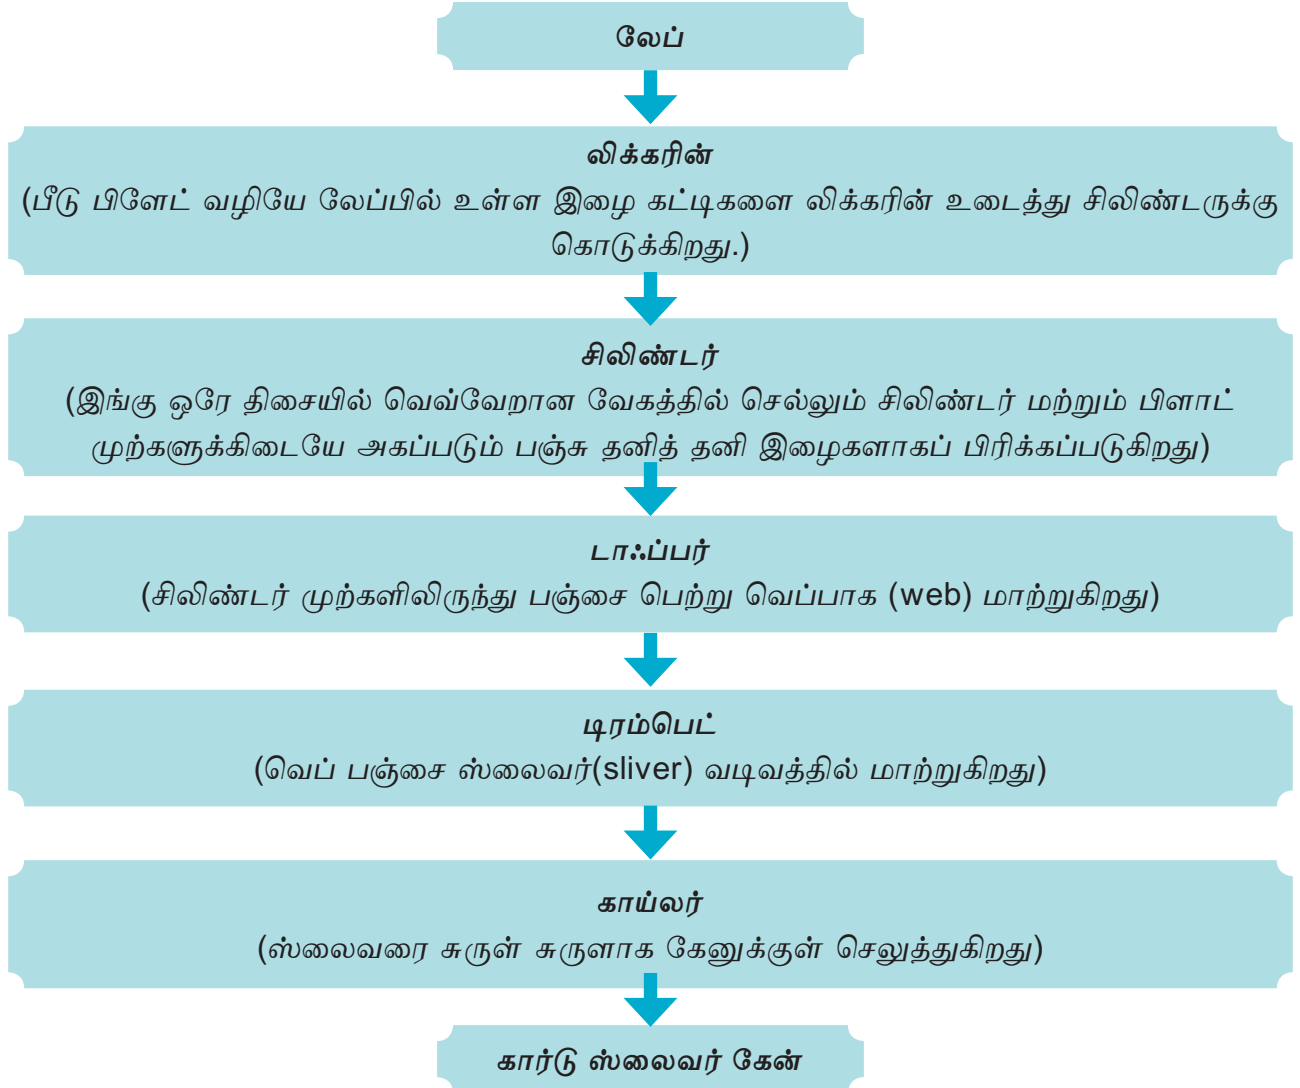 லேப்
லிக்கரின்
(பீடு பிளேட் வழியே லேப்பில் உள்ள இழை கட்டிகளை லிக்கரின் உடைத்து சிலிண்டருக்கு
கொடுக்கிறது.)
சிலிண்டர்
(இங்கு ஒரே திசையில் வெவ்வேறான வேகத்தில் செல்லும் சிலிண்டர் மற்றும் பிளாட்
முற்களுக்கிடையே அகப்படும் பஞ்சு தனித் தனி இழைகளாகப் பிரிக்கப்படுகிறது)
டாஃப்பர்
(சிலிண்டர் முற்களிலிருந்து பஞ்சை பெற்று வெப்பாக (web) மாற்றுகிறது)
டிரம்பெட்
(வெப் பஞ்சை ஸ்லைவர்(sliver) வடிவத்தில் மாற்றுகிறது)
காய்லர்
(ஸ்லைவரை சுருள் சுருளாக கேனுக்குள் செலுத்துகிறது)
கார்டு ஸ்லைவர் கேன்